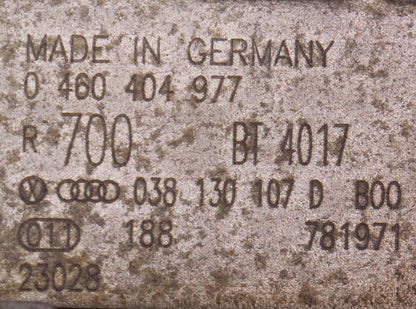 MADE IN GERMANY
0 460 404 977
R 700 BT 4017
038 130 107 D B00
011 188 781971
23028